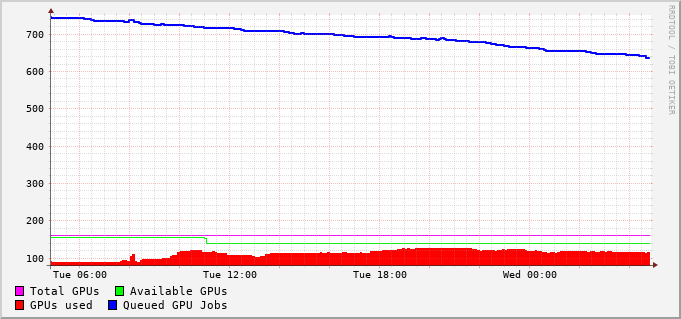 700
600
500
400
300
200
100
Tue 06:00 Tue 12:00 Tue 18:00 Wed 00:00
Total GPUs Available GPUs
GPUs used Queued GPU Jobs
RRDTOOL / TOBI OETIKER